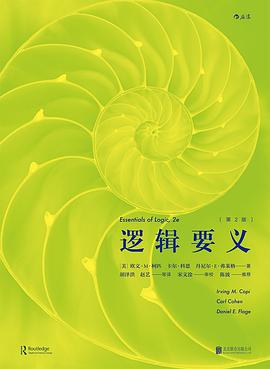 后浪
Essentials of Logic, 2e
[第2版]
逻辑要义
[美] 欧文·M·柯匹 卡尔·科恩 丹尼尔·E·弗莱格 —— 著
胡泽洪 赵艺 —— 等译 宋文淦 —— 审校 陈波 —— 推荐
Irving M. Copi
Carl Cohen
Daniel E. Flage
Routledge
北京联合出版公司